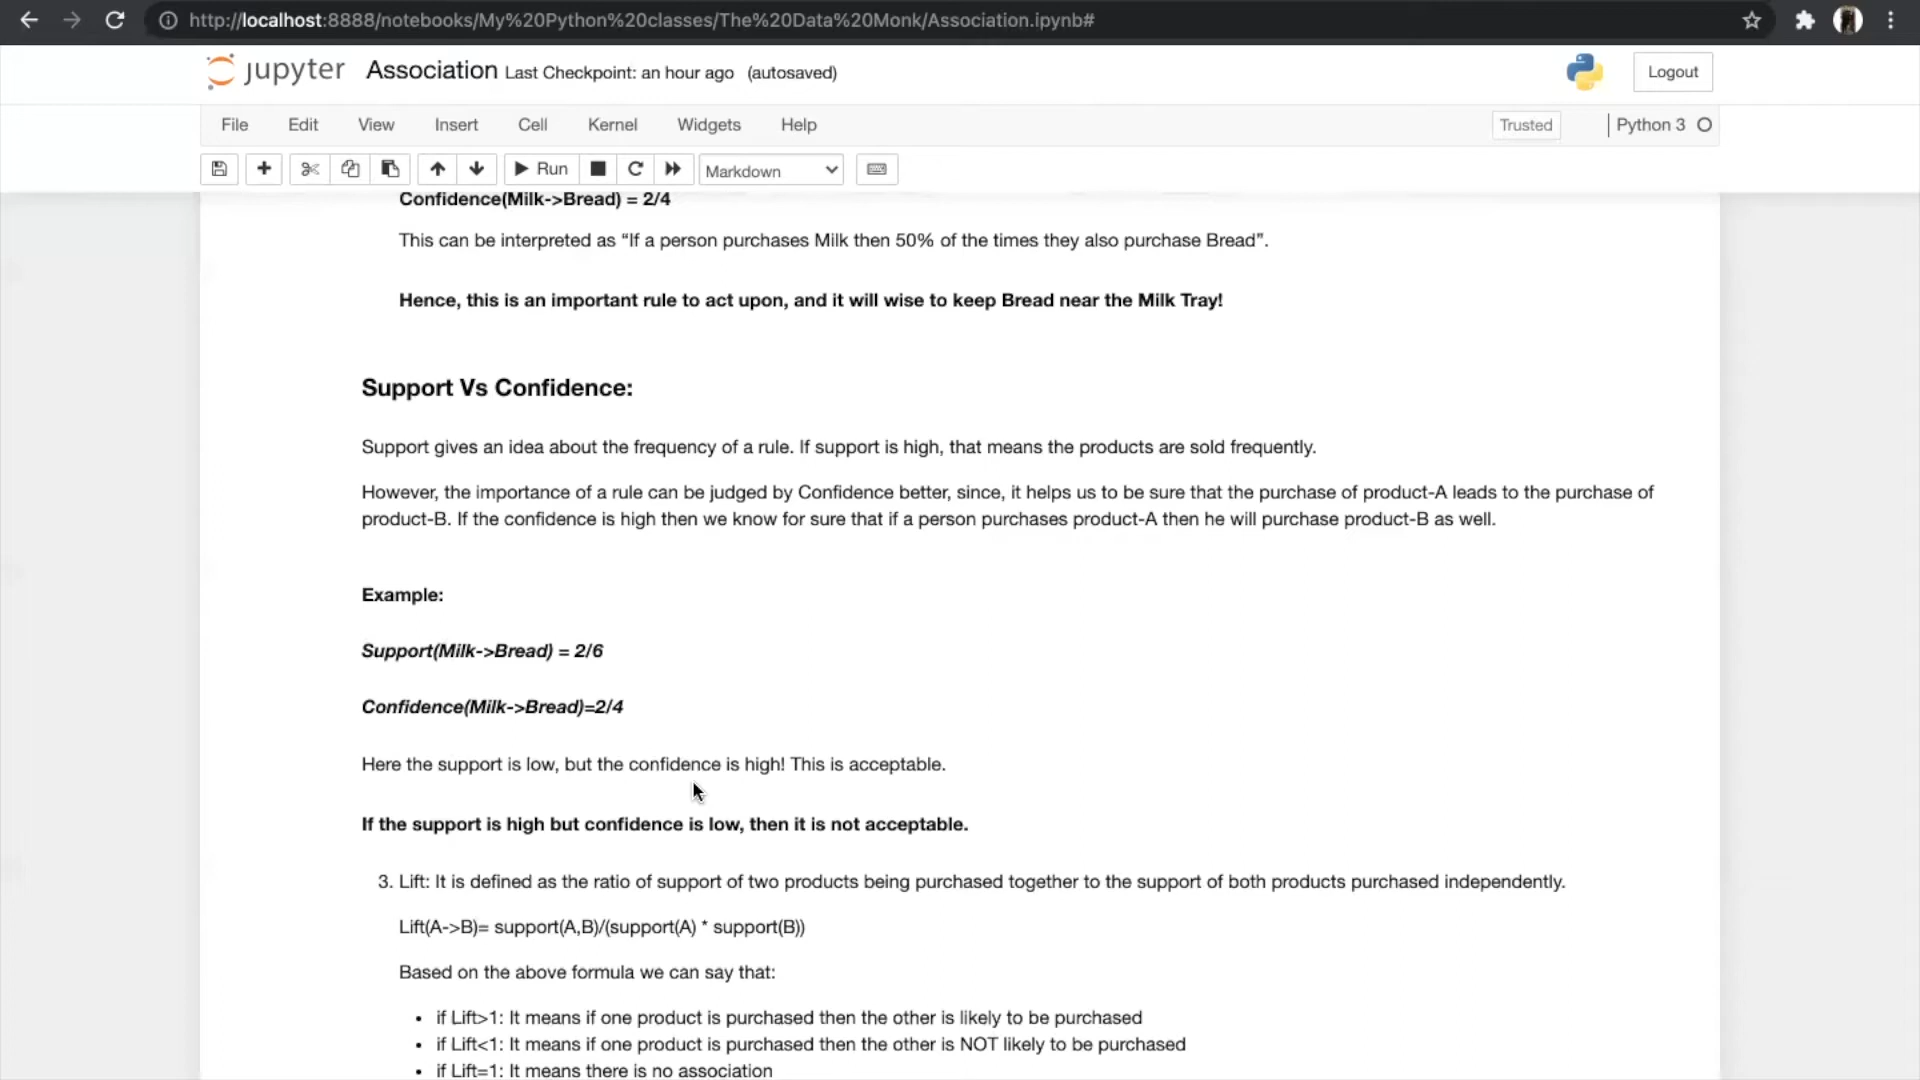 http://localhost:8888/notebooks/My%20Python%20classes/The%20Data%20Monk/Association.ipynb#
jupyter Association Last Checkpoint: an hour ago (autosaved)
Logout
File Edit View Insert Cell Kernel Widgets Help
Trusted
Python 3
Run
Markdown
Confidence(Milk->Bread) = 2/4
This can be interpreted as “If a person purchases Milk then 50% of the times they also purchase Bread”.
Hence, this is an important rule to act upon, and it will wise to keep Bread near the Milk Tray!
Support Vs Confidence:
Support gives an idea about the frequency of a rule. If support is high, that means the products are sold frequently.
However, the importance of a rule can be judged by Confidence better, since, it helps us to be sure that the purchase of product-A leads to the purchase of
product-B. If the confidence is high then we know for sure that if a person purchases product-A then he will purchase product-B as well.
Example:
Support(Milk->Bread) = 2/6
Confidence(Milk->Bread)=2/4
Here the support is low, but the confidence is high! This is acceptable.
If the support is high but confidence is low, then it is not acceptable.
3. Lift: It is defined as the ratio of support of two products being purchased together to the support of both products purchased independently.
Lift(A->B)= support(A,B)/(support(A) * support(B))
Based on the above formula we can say that:
• if Lift>1: It means if one product is purchased then the other is likely to be purchased
• if Lift<1: It means if one product is purchased then the other is NOT likely to be purchased
• if Lift=1: It means there is no association